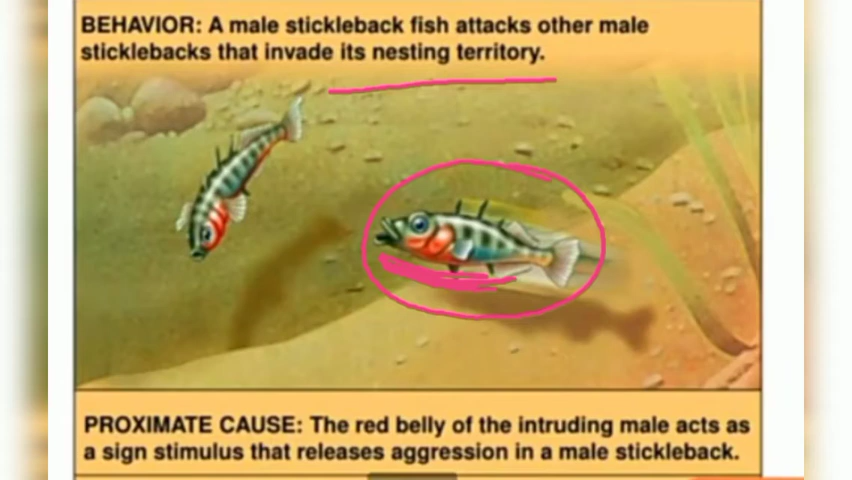 BEHAVIOR: A male stickleback fish attacks other male
sticklebacks that invade its nesting territory.
PROXIMATE CAUSE: The red belly of the intruding male acts as
a sign stimulus that releases aggression in a male stickleback.